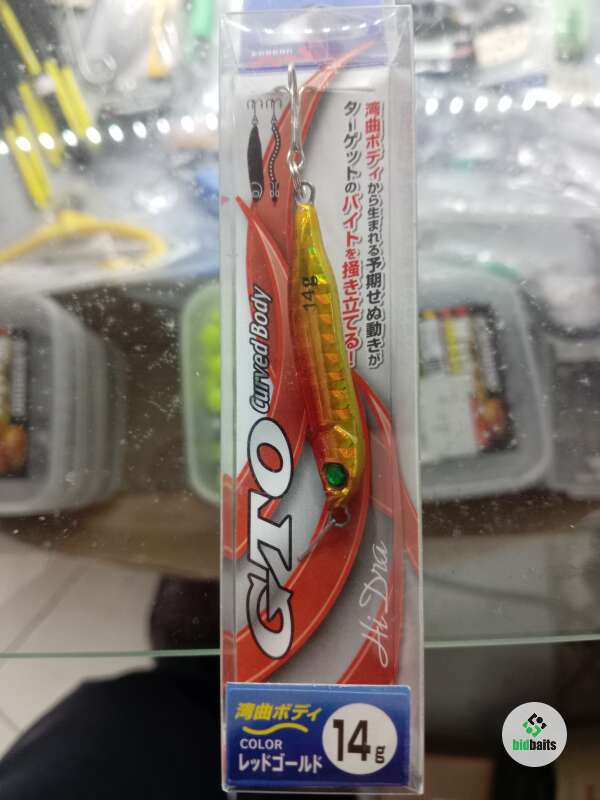 湾曲ボディから生まれる予期せぬ動きが
ターゲットのバイトを掻き立てる!
14g
GTO Curved Body
Hi Dra
湾曲ボディ
COLOR
レッドゴールド
14g
bidbaits